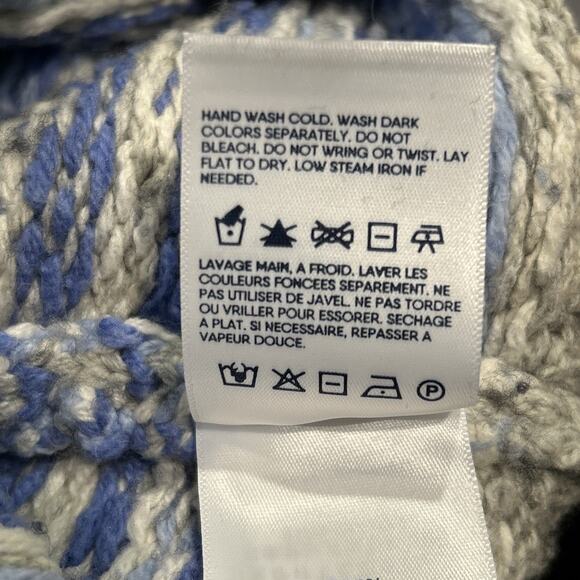 HAND WASH COLD. WASH DARK
COLORS SEPARATELY. DO NOT
BLEACH. DO NOT WRING OR TWIST. LAY
FLAT TO DRY. LOW STEAM IRON IF
NEEDED.
LAVAGE MAIN, A FROID. LAVER LES
COULEURS FONCÉES SEPAREMENT. NE
PAS UTILISER DE JAVEL. NE PAS TORDRE
OU VRILLER POUR ESSORER. SECHAGE
A PLAT. SI NECESSAIRE, REPASSER A
VAPEUR DOUCE.
P